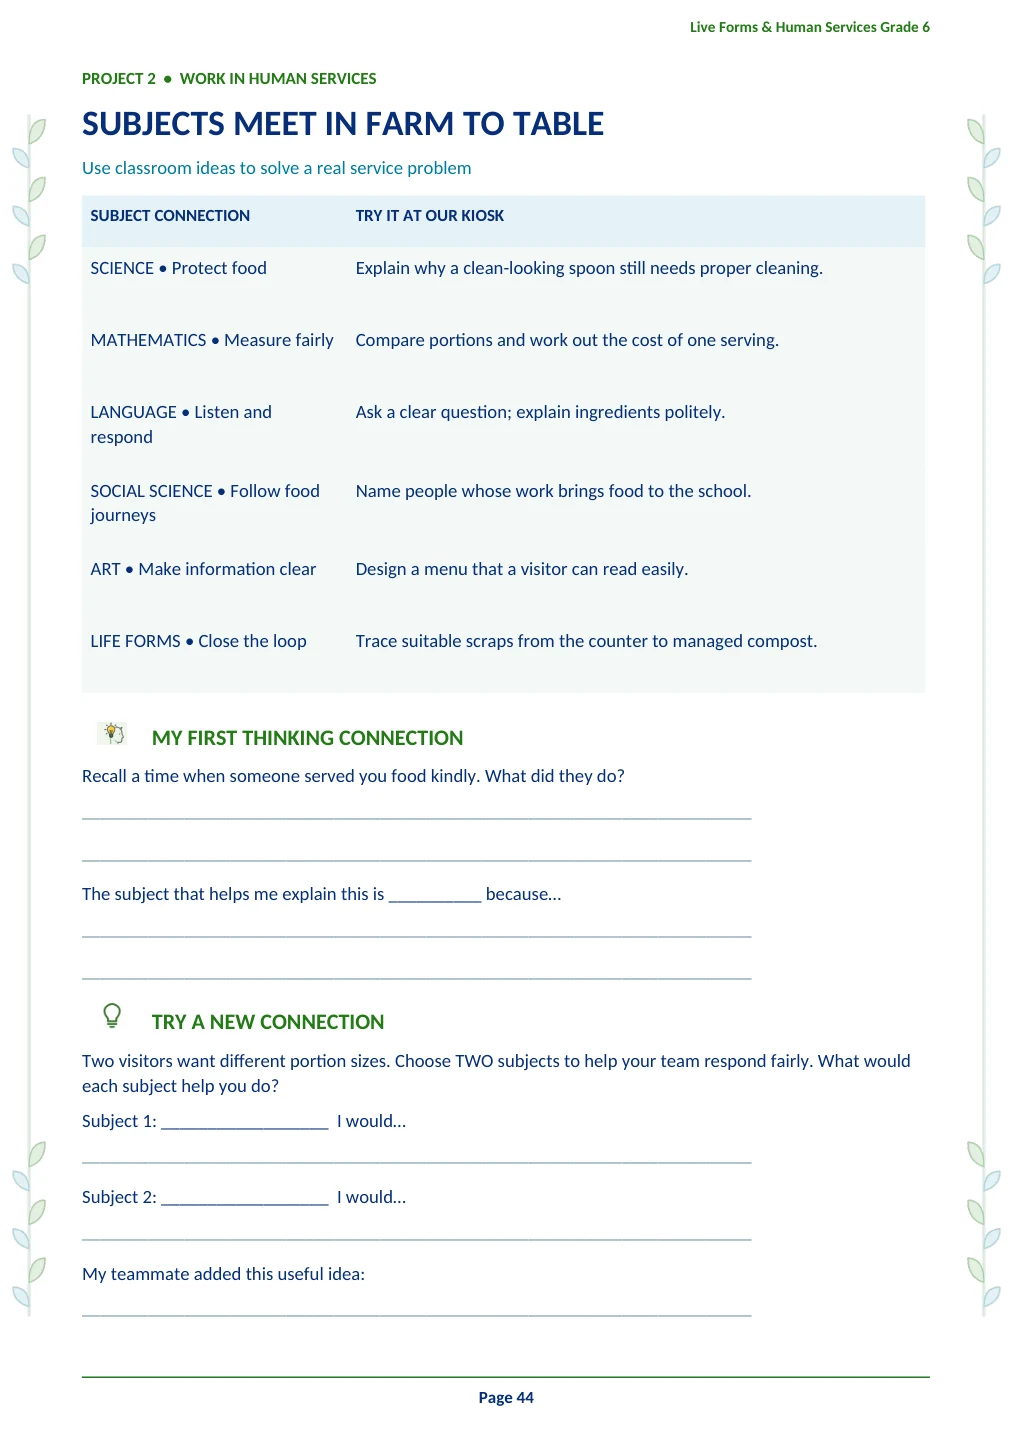 Live Forms & Human Services Grade 6
PROJECT 2 ● WORK IN HUMAN SERVICES
SUBJECTS MEET IN FARM TO TABLE
Use classroom ideas to solve a real service problem
SUBJECT CONNECTION TRY IT AT OUR KIOSK
SCIENCE ● Protect food Explain why a clean-looking spoon still needs proper cleaning.
MATHEMATICS ● Measure fairly Compare portions and work out the cost of one serving.
LANGUAGE ● Listen and Ask a clear question; explain ingredients politely.
respond
SOCIAL SCIENCE ● Follow food Name people whose work brings food to the school.
journeys
ART ● Make information clear Design a menu that a visitor can read easily.
LIFE FORMS ● Close the loop Trace suitable scraps from the counter to managed compost.
MY FIRST THINKING CONNECTION
Recall a time when someone served you food kindly. What did they do?
The subject that helps me explain this is __________ because...
TRY A NEW CONNECTION
Two visitors want different portion sizes. Choose TWO subjects to help your team respond fairly. What would
each subject help you do?
Subject 1: __________________ I would...
Subject 2: __________________ I would...
My teammate added this useful idea:
Page 44